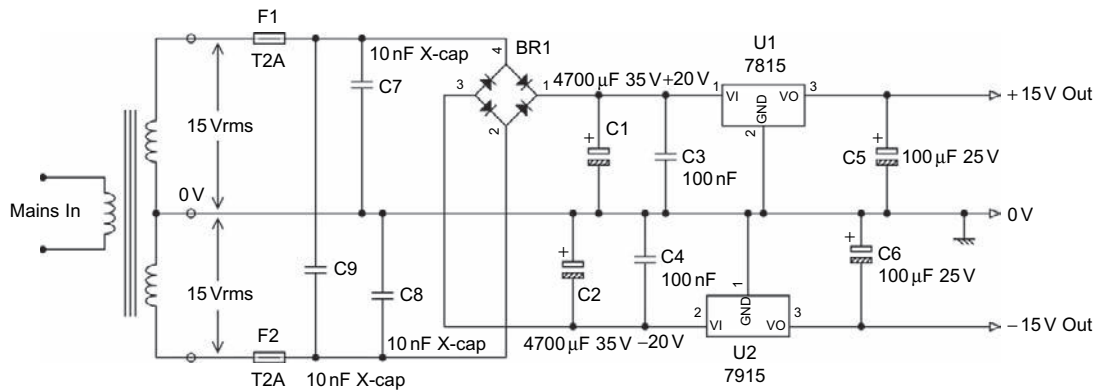 F1
T2A
10 nF X-cap
C7
4
BR1
3
1
2
4700 μF 35 V+20 V
U1
7815
1
VI
VO
GND
2
3
+ 15 V Out
15 Vrms
+
C1
C3
100 nF
+
C5
100 μF 25 V
Mains In
0 V
0 V
15 Vrms
C9
C8
+
C2
C4
100 nF
1
GND
2
VI
VO
3
+
C6
100 μF 25 V
− 15 V Out
F2
T2A
10 nF X-cap
10 nF X-cap
4700 μF 35 V −20 V
U2
7915